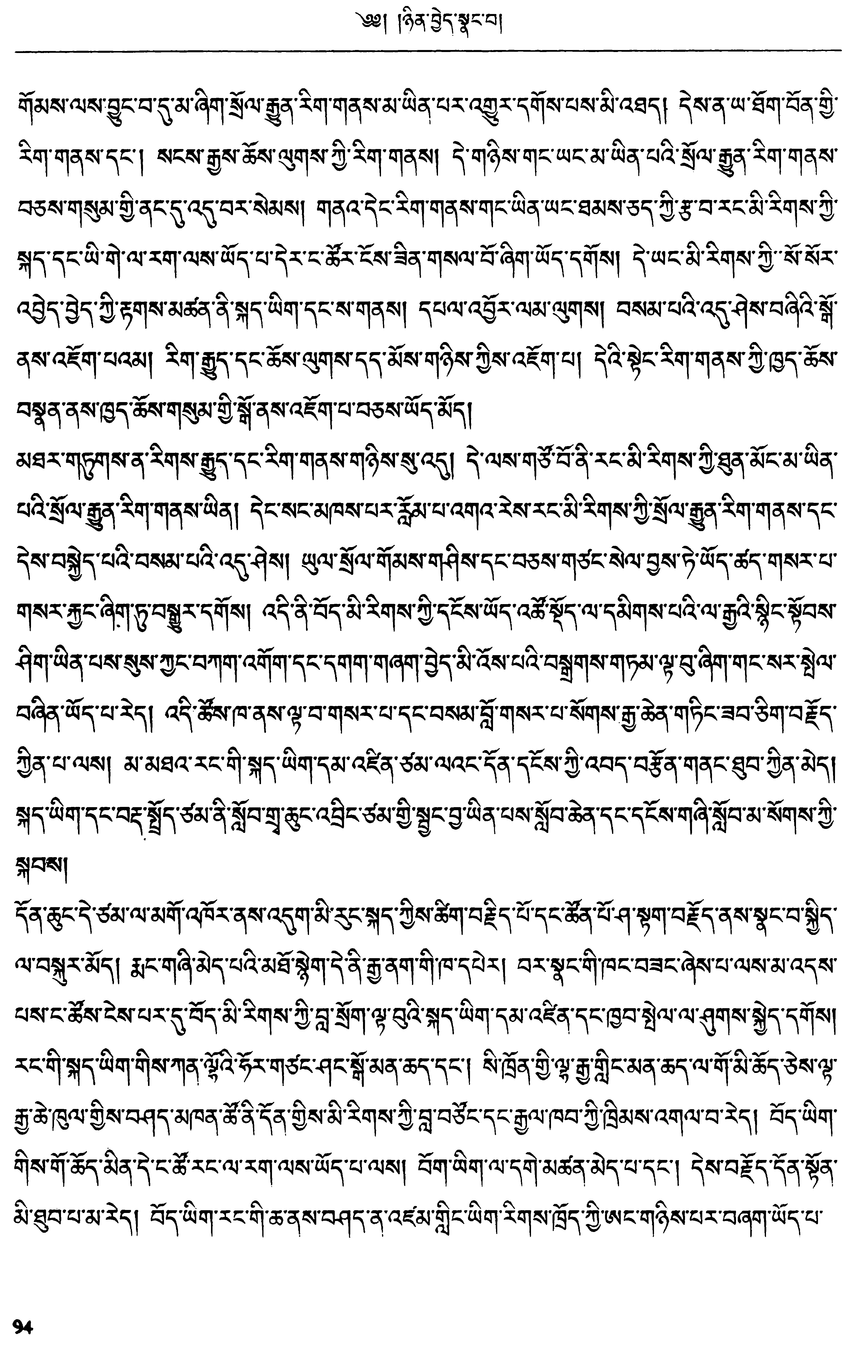 ༄༅། །ཉིན་བྱེད་སྣང་བ།
གོམས་ལས་བྱུང་བ་དུ་མ་ཞིག་སྲོལ་རྒྱུན་རིག་གནས་མ་ཡིན་པར་འགྱུར་དགོས་པས་མི་འཐད། དེས་ན་ཡ་ཐོག་བོན་གྱི་
རིག་གནས་དང་། སངས་རྒྱས་ཆོས་ལུགས་ཀྱི་རིག་གནས། དེ་གཉིས་གང་ཡང་མ་ཡིན་པའི་སྲོལ་རྒྱུན་རིག་གནས་
བཅས་གསུམ་གྱི་ནང་དུ་འདུ་བར་སེམས། གནའ་དེང་རིག་གནས་གང་ཡིན་ཡང་ཐམས་ཅད་ཀྱི་རྩ་བ་རང་མི་རིགས་ཀྱི་
སྐད་དང་ཡི་གེ་ལ་རག་ལས་ཡོད་པ་དེར་ང་ཚོར་ངོས་ཟིན་གསལ་བོ་ཞིག་ཡོད་དགོས། དེ་ཡང་མི་རིགས་ཀྱི་སོ་སོར་
འབྱེད་བྱེད་ཀྱི་རྟགས་མཚན་ནི་སྐད་ཡིག་དང་ས་གནས། དཔལ་འབྱོར་ལམ་ལུགས། བསམ་པའི་འདུ་ཤེས་བཞིའི་སྒོ་
ནས་འཇོག་པའམ། རིག་རྒྱུད་དང་ཆོས་ལུགས་དད་མོས་གཉིས་ཀྱིས་འཇོག་པ། དེའི་སྟེང་རིག་གནས་ཀྱི་ཁྱད་ཆོས་
བསྣན་ནས་ཁྱད་ཆོས་གསུམ་གྱི་སྒོ་ནས་འཇོག་པ་བཅས་ཡོད་མོད།
མཐར་གཏུགས་ན་རིགས་རྒྱུད་དང་རིག་གནས་གཉིས་སུ་འདུ། དེ་ལས་གཙོ་བོ་ནི་རང་མི་རིགས་ཀྱི་ཐུན་མོང་མ་ཡིན་
པའི་སྲོལ་རྒྱུན་རིག་གནས་ཡིན། དེང་སང་མཁས་པར་རློམ་པ་འགའ་རེས་རང་མི་རིགས་ཀྱི་སྲོལ་རྒྱུན་རིག་གནས་དང་
དེས་བསྐྱེད་པའི་བསམ་པའི་འདུ་ཤེས། ཡུལ་སྲོལ་གོམས་གཤིས་དང་བཅས་གཙང་སེལ་བྱས་ཏེ་ཡོད་ཚད་གསར་པ་
གསར་རྐྱང་ཞིག་ཏུ་བསྒྱུར་དགོས། འདི་ནི་བོད་མི་རིགས་ཀྱི་དངོས་ཡོད་འཚོ་སྡོད་ལ་དམིགས་པའི་ལ་རྒྱའི་སྙིང་སྟོབས་
ཤིག་ཡིན་པས་སུས་ཀྱང་བཀག་འགོག་དང་དགག་གཞག་བྱེད་མི་འོས་པའི་བསྒྲགས་གཏམ་ལྟ་བུ་ཞིག་གང་སར་སྤེལ་
བཞིན་ཡོད་པ་རེད། འདི་ཚོས་ཁ་ནས་ལྟ་བ་གསར་པ་དང་བསམ་བློ་གསར་པ་སོགས་རྒྱ་ཆེན་གཏིང་ཟབ་ཅིག་བརྗོད་
ཀྱིན་པ་ལས། མ་མཐའ་རང་གི་སྐད་ཡིག་དམ་འཛིན་ཙམ་ལའང་དོན་དངོས་ཀྱི་འབད་བརྩོན་གནང་ཐུབ་ཀྱིན་མེད།
སྐད་ཡིག་དང་བརྡ་སྤྲོད་ཙམ་ནི་སློབ་གྲྭ་ཆུང་འབྲིང་ཙམ་གྱི་སྦྱང་བྱ་ཡིན་པས་སློབ་ཆེན་དང་དངོས་གཞི་སློབ་མ་སོགས་ཀྱི་
སྐབས།
དོན་ཆུང་དེ་ཙམ་ལ་མགོ་འཁོར་ནས་འདུག་མི་རུང་སྐད་ཀྱིས་ཚིག་བརྗིད་པོ་དང་ཚོན་པོ་ཤ་སྟག་བརྗོད་ནས་སྣང་བ་སྐྱིད་
ལ་བསྐུར་མོད། རྨང་གཞི་མེད་པའི་མཐོ་སྙེག་དེ་ནི་རྒྱ་ནག་གི་ཁ་དཔེར། བར་སྣང་གི་ཁང་བཟང་ཞེས་པ་ལས་མ་འདས་
པས་ང་ཚོས་ངེས་པར་དུ་བོད་མི་རིགས་ཀྱི་བླ་སྲོག་ལྟ་བུའི་སྐད་ཡིག་དམ་འཛིན་དང་ཁྱབ་སྤེལ་ལ་ཤུགས་སྐྱེད་དགོས།
རང་གི་སྐད་ཡིག་གིས་ཀན་ལྷོའི་ཧོར་གཙང་ཤང་སྒོ་མན་ཆད་དང་། སི་ཁྲོན་གྱི་ལྷ་རྒྱ་གླིང་མན་ཆད་ལ་གོ་མི་ཆོད་ཅེས་ལྟ་
རྒྱ་ཆེ་ཁུལ་གྱིས་བཤད་མཁན་ཚོ་ནི་དོན་གྱིས་མི་རིགས་ཀྱི་བླ་བཙོང་དང་རྒྱལ་ཁབ་ཀྱི་ཁྲིམས་འགལ་བ་རེད། བོད་ཡིག་
གིས་གོ་ཆོད་མིན་དེ་ང་ཚོ་རང་ལ་རག་ལས་ཡོད་པ་ལས། བོག་ཡིག་ལ་དགེ་མཚན་མེད་པ་དང་། དེས་བརྗོད་དོན་སྟོན་
མི་ཐུབ་པ་མ་རེད། བོད་ཡིག་རང་གི་ཆ་ནས་བཤད་ན་འཛམ་གླིང་ཡིག་རིགས་ཁྲོད་ཀྱི་ཨང་གཉིས་པར་བཞག་ཡོད་པ་
94